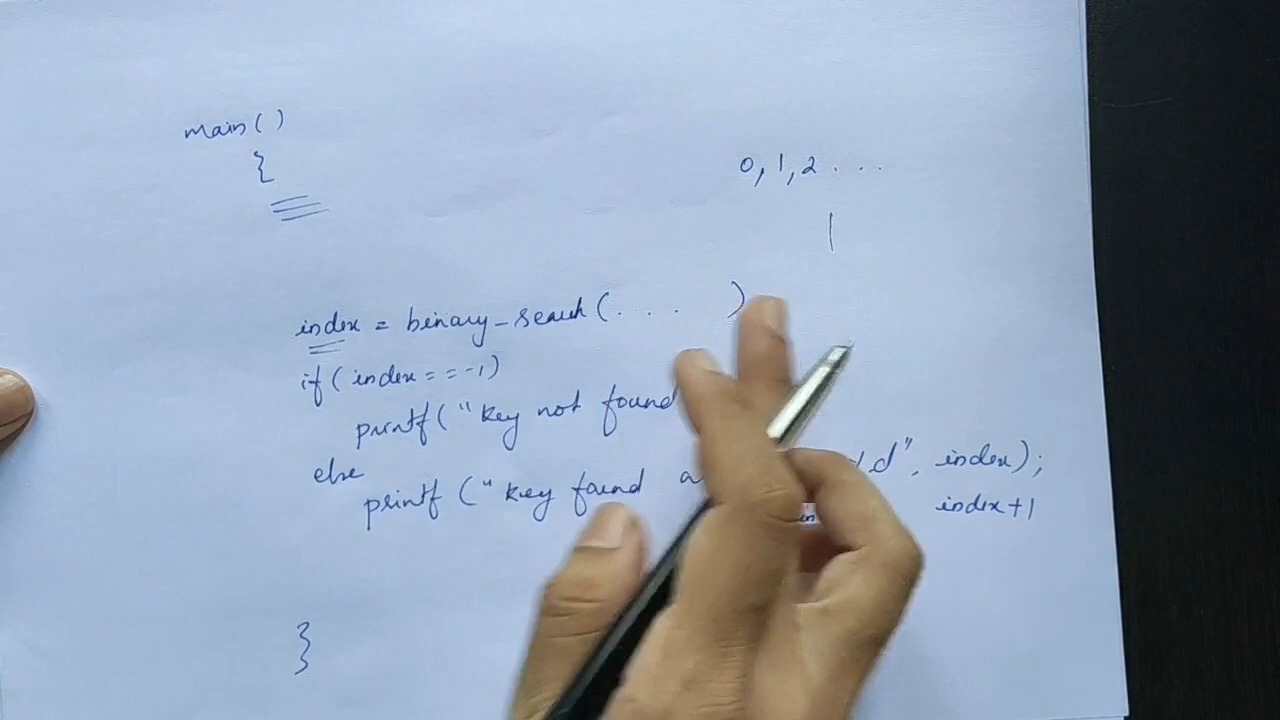 main()
{
0, 1, 2 . . .
|
index = binary_search(. . . )
if (index == -1)
printf("key not found
else
printf ("key found a %d", index);
in index+1
}